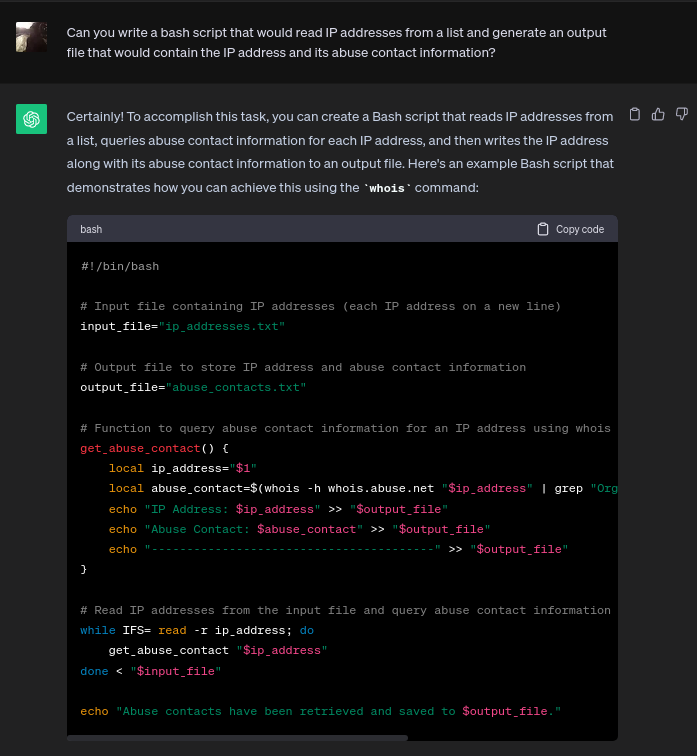 Can you write a bash script that would read IP addresses from a list and generate an output
file that would contain the IP address and its abuse contact information?
Certainly! To accomplish this task, you can create a Bash script that reads IP addresses from
a list, queries abuse contact information for each IP address, and then writes the IP address
along with its abuse contact information to an output file. Here's an example Bash script that
demonstrates how you can achieve this using the `whois` command:
bash
Copy code
#!/bin/bash
# Input file containing IP addresses (each IP address on a new line)
input_file="ip_addresses.txt"
# Output file to store IP address and abuse contact information
output_file="abuse_contacts.txt"
# Function to query abuse contact information for an IP address using whois
get_abuse_contact() {
    local ip_address="$1"
    local abuse_contact=$(whois -h whois.abuse.net "$ip_address" | grep "Org
    echo "IP Address: $ip_address" >> "$output_file"
    echo "Abuse Contact: $abuse_contact" >> "$output_file"
    echo "----------------------------------------" >> "$output_file"
}
# Read IP addresses from the input file and query abuse contact information
while IFS= read -r ip_address; do
    get_abuse_contact "$ip_address"
done < "$input_file"
echo "Abuse contacts have been retrieved and saved to $output_file."